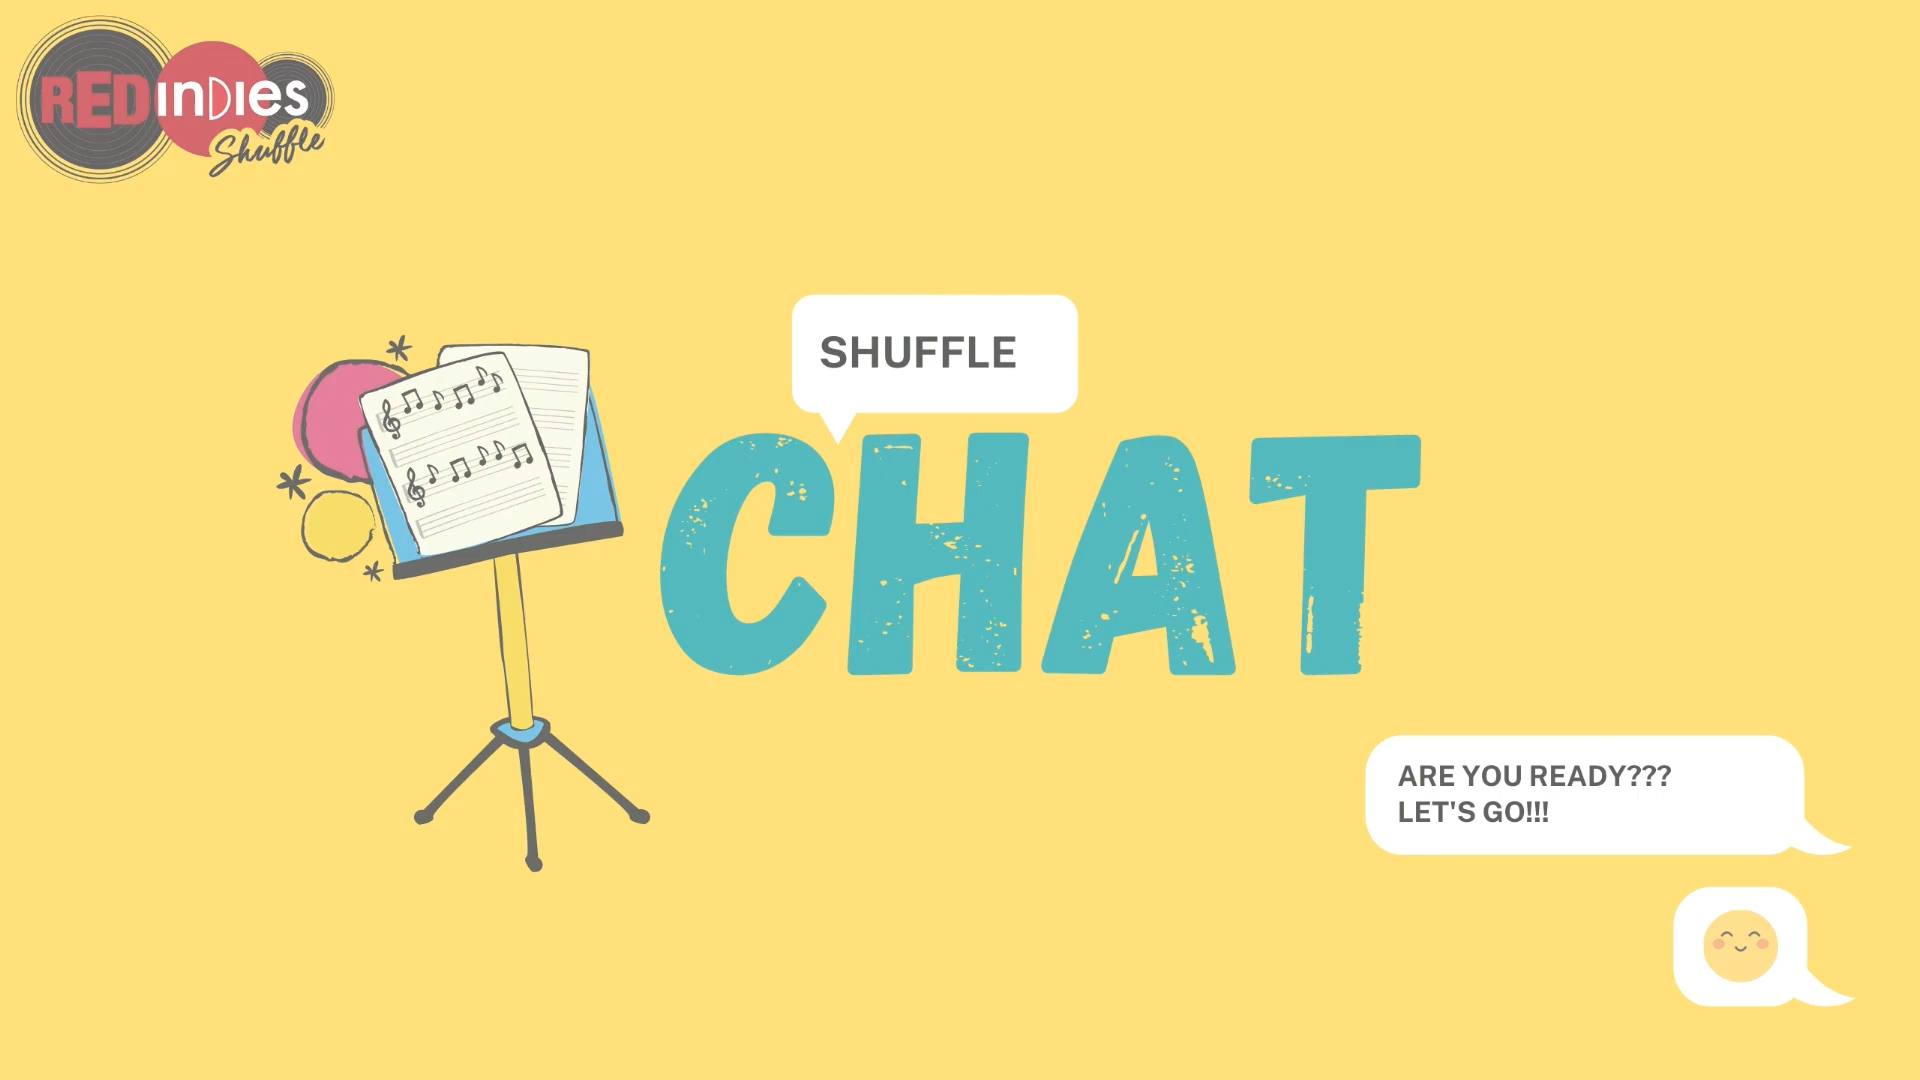 REDINDIES
Shuffle
SHUFFLE
CHAT
ARE YOU READY???
LET'S GO!!!